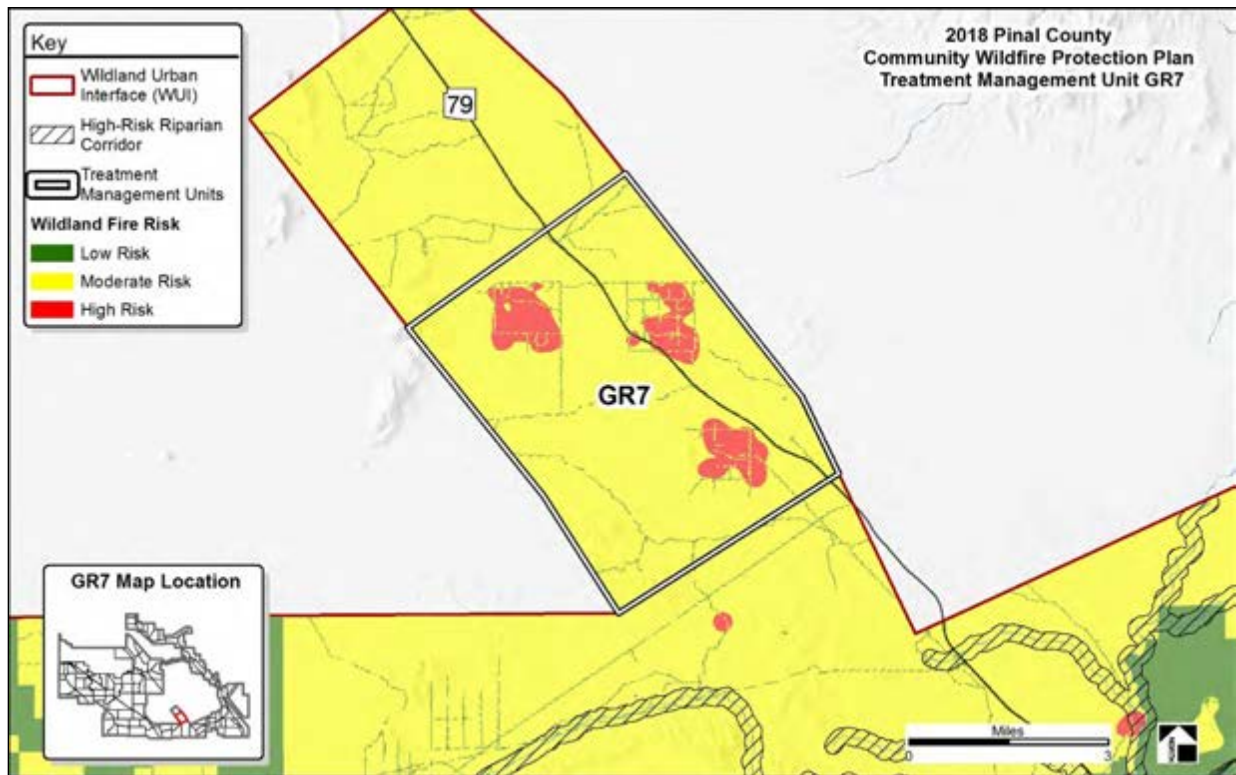 Key
Wildland Urban
Interface (WUI)
High-Risk Riparian
Corridor
Treatment
Management Units
Wildland Fire Risk
Low Risk
Moderate Risk
High Risk
2018 Pinal County
Community Wildfire Protection Plan
Treatment Management Unit GR7
79
GR7
GR7 Map Location
Miles
0
3